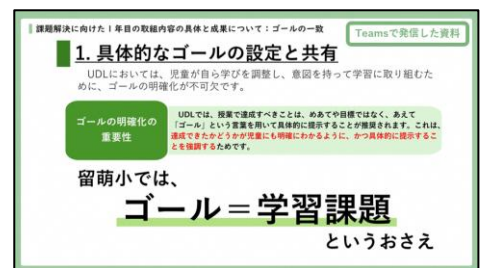 課題解決に向けた1年目の取組内容の具体と成果について：ゴールの一致
Teamsで発信した資料
1. 具体的なゴールの設定と共有
UDLにおいては、児童が自ら学びを調整し、意図を持って学習に取り組むた
めに、ゴールの明確化が不可欠です。
ゴールの明確化の
重要性
UDLでは、授業で達成すべきことは、めあてや目標ではなく、あえて
「ゴール」という言葉を用いて具体的に提示することが推奨されます。これは、
達成できたかどうかが児童にも明確にわかるように、かつ具体的に提示するこ
とを強調するためです。
留萌小では、
ゴール＝学習課題
というおさえ